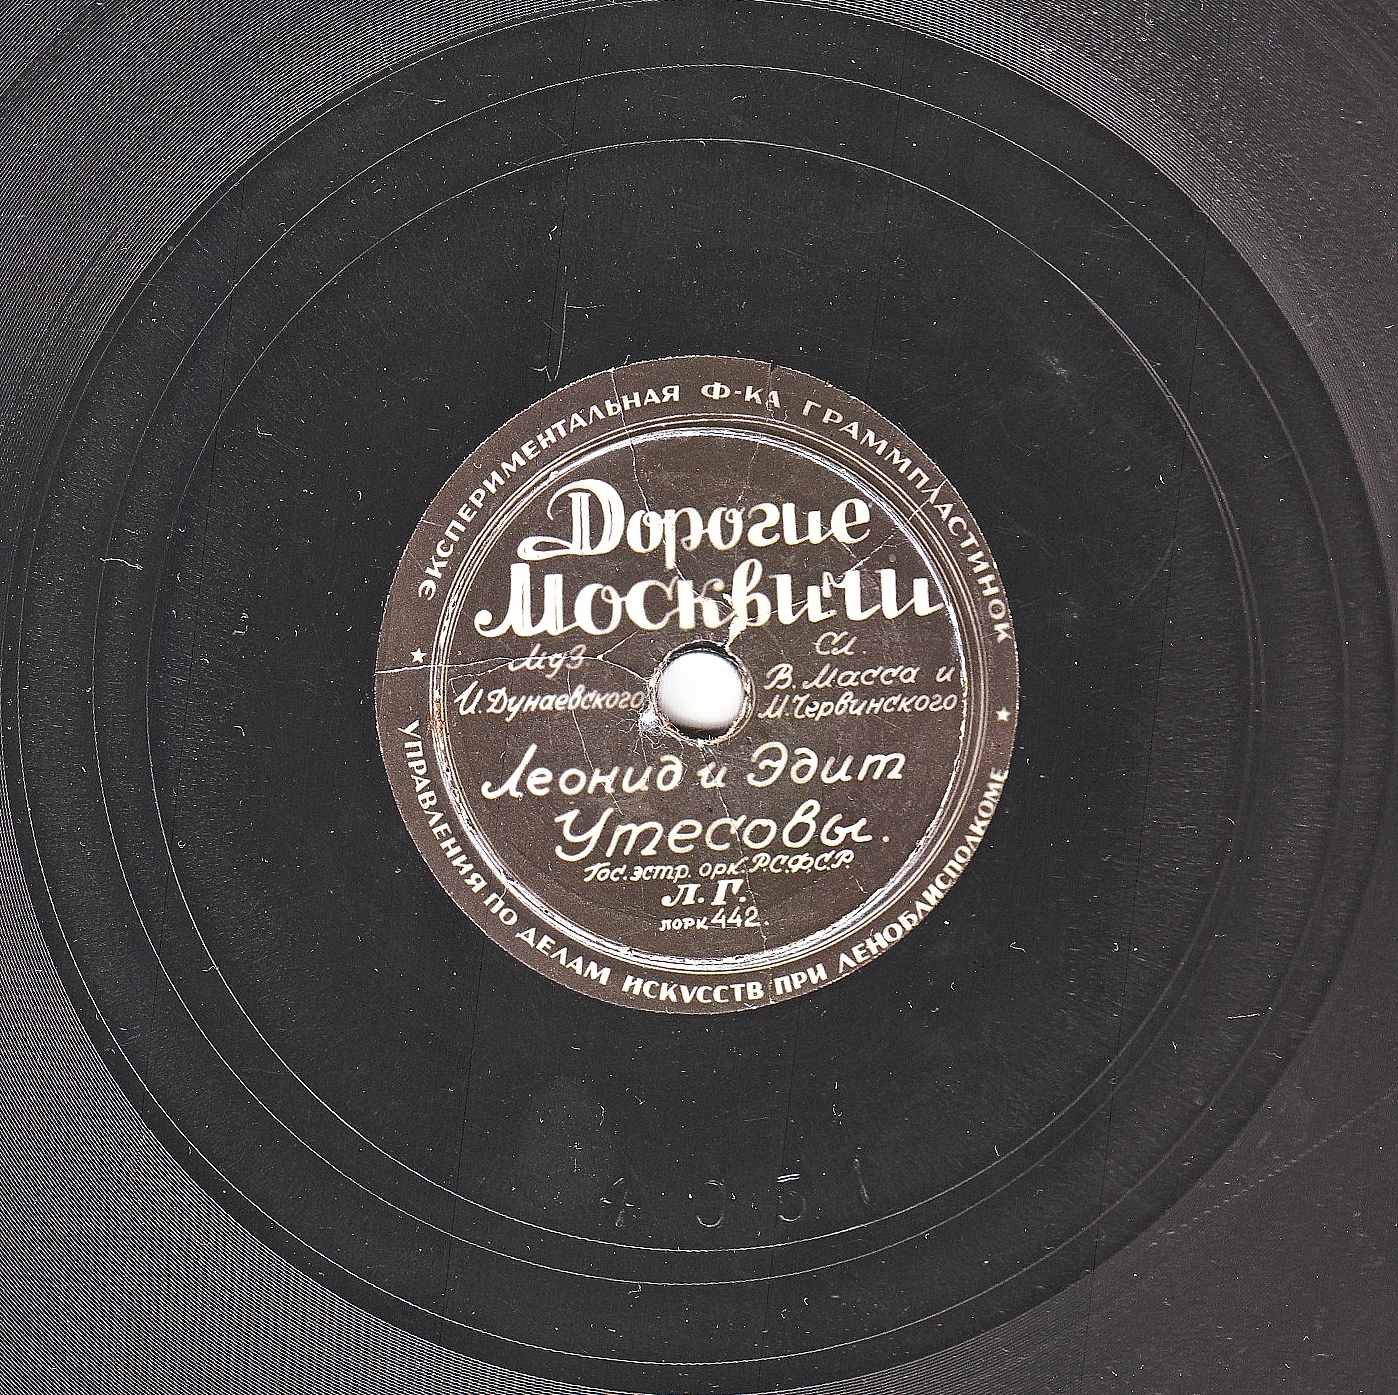 ЭКСПЕРИМЕНТАЛЬНАЯ Ф-КА ГРАММПЛАСТИНОК
Дорогие
Москвичи
Муз
И. Дунаевского
Сл.
В. Масса и
М. Червинского
Леонид и Эдит
Утесовы.
Гос. эстр. орк. Р.С.Ф.С.Р.
Л. Г.
ЛОРК 442.
УПРАВЛЕНИЯ ПО ДЕЛАМ ИСКУССТВ ПРИ ЛЕНОБЛИСПОЛКОМЕ